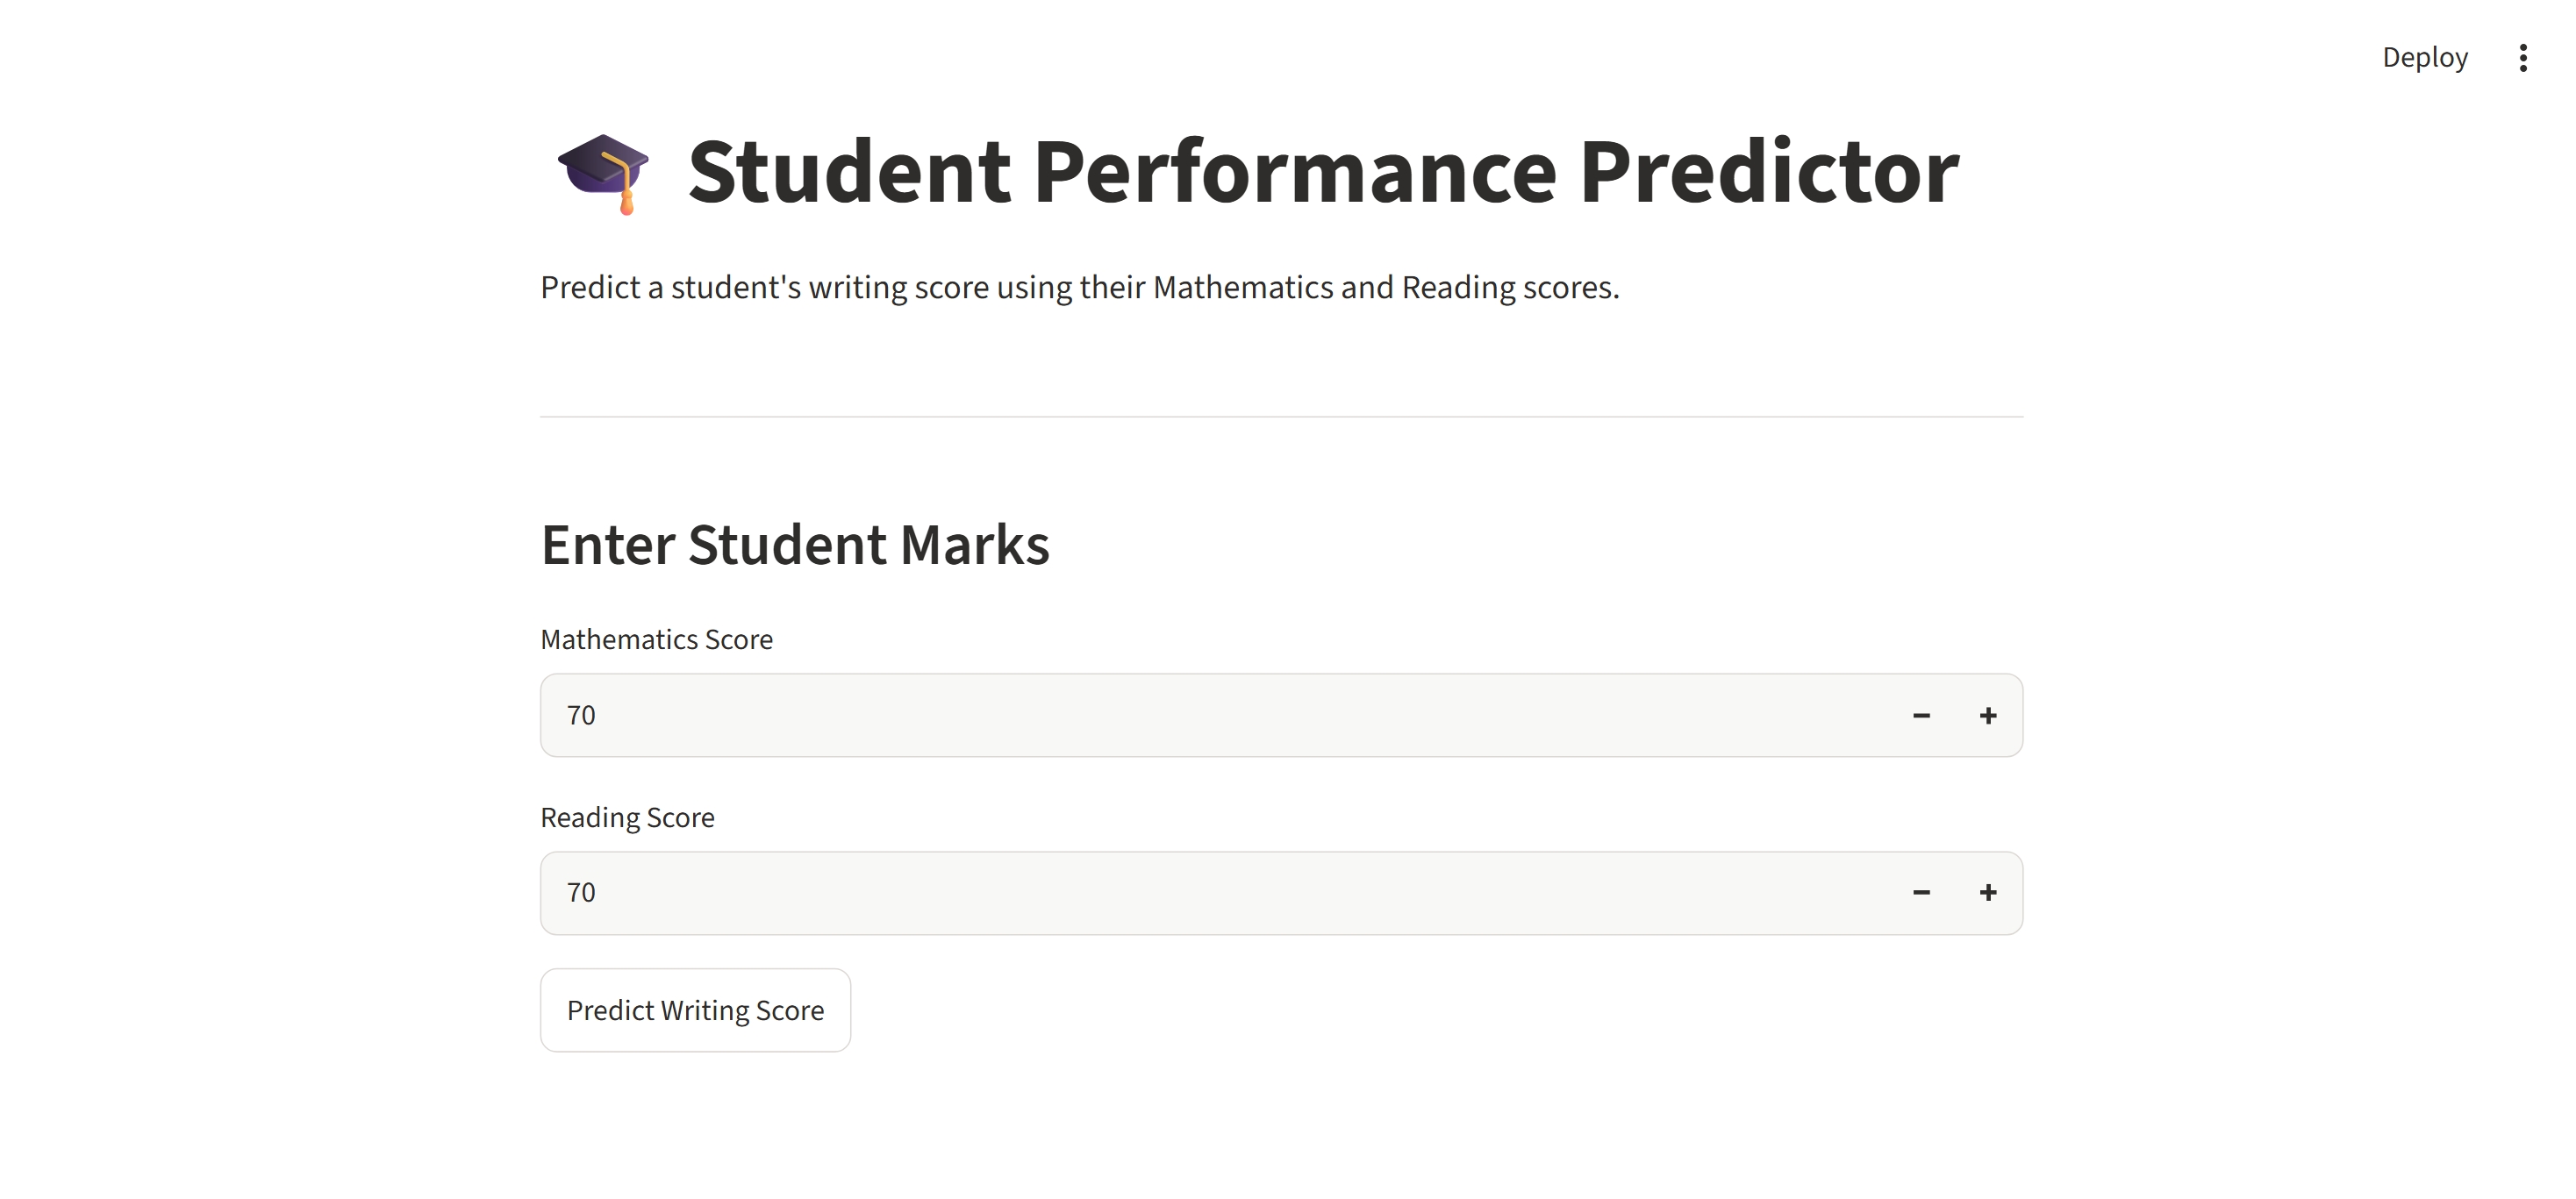 Deploy
🎓 Student Performance Predictor
Predict a student's writing score using their Mathematics and Reading scores.
Enter Student Marks
Mathematics Score
70
Reading Score
70
Predict Writing Score